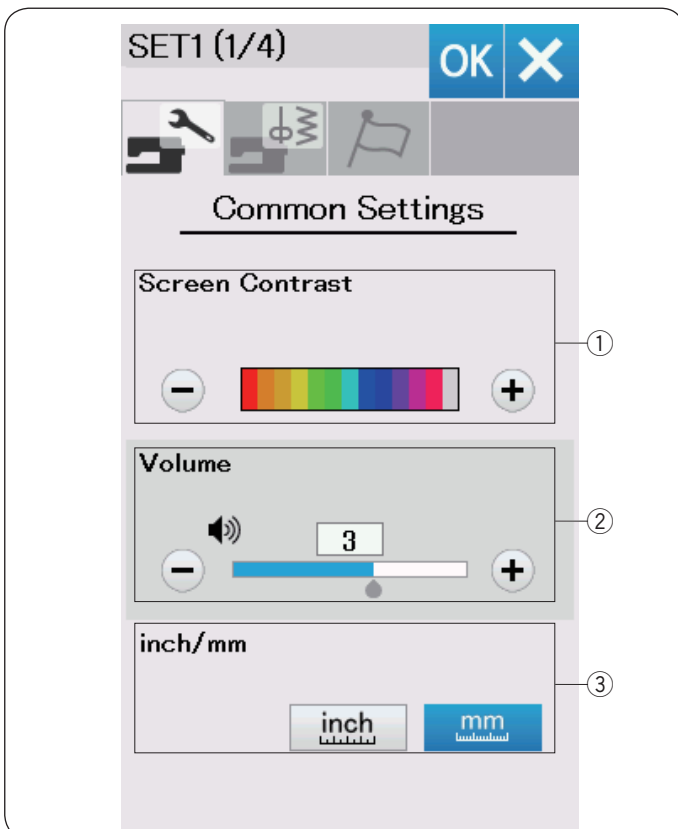 SET1 (1/4)
OK
Common Settings
Screen Contrast
①
Volume
3
②
inch/mm
inch
mm
③